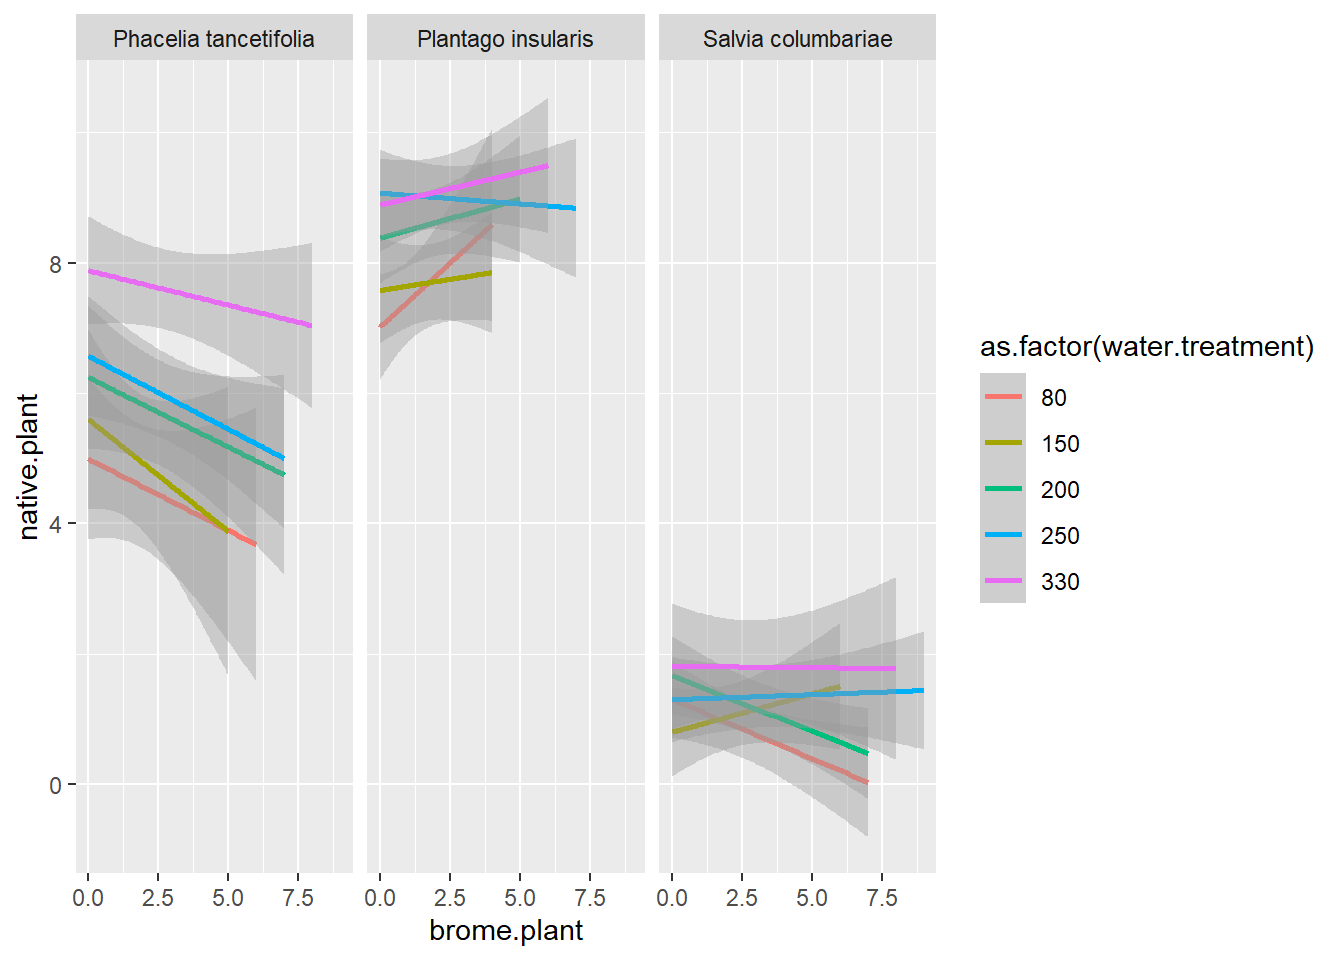 Phacelia tancetifolia
Plantago insularis
Salvia columbariae
native.plant
8
4
0
0.0 2.5 5.0 7.5
0.0 2.5 5.0 7.5
0.0 2.5 5.0 7.5
brome.plant
as.factor(water.treatment)
80
150
200
250
330